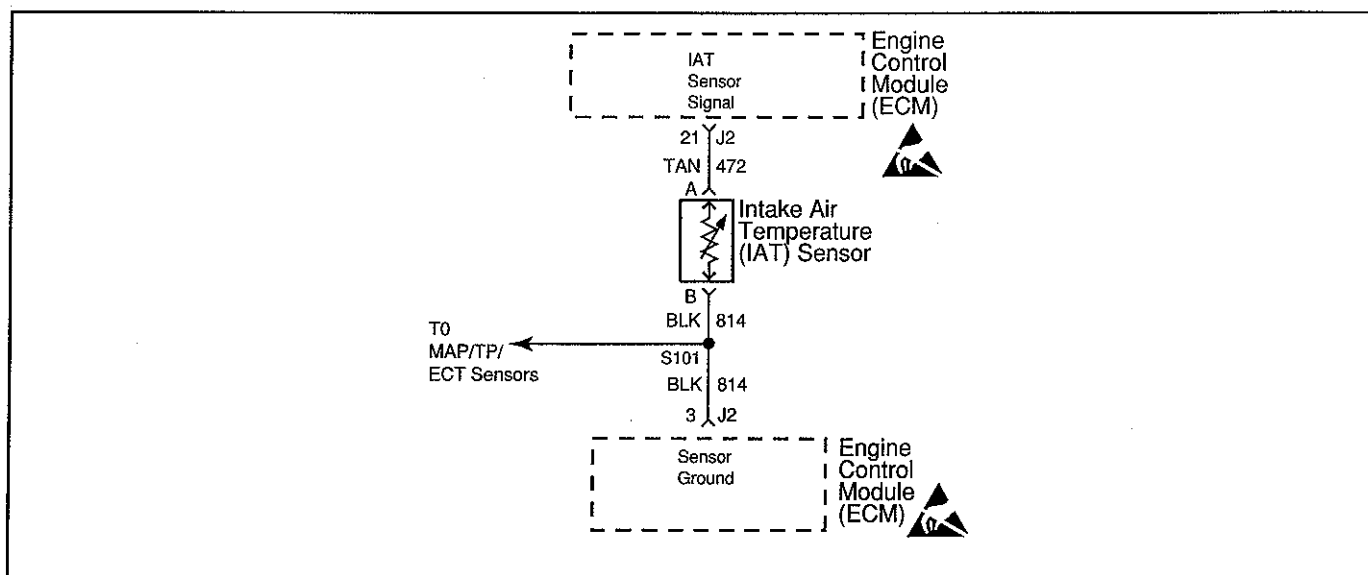 IAT
Sensor
Signal
Engine
Control
Module
(ECM)
21 J2
TAN 472
A
Intake Air
Temperature
(IAT) Sensor
B
BLK 814
T0
MAP/TP/
ECT Sensors
S101
BLK 814
3 J2
Sensor
Ground
Engine
Control
Module
(ECM)